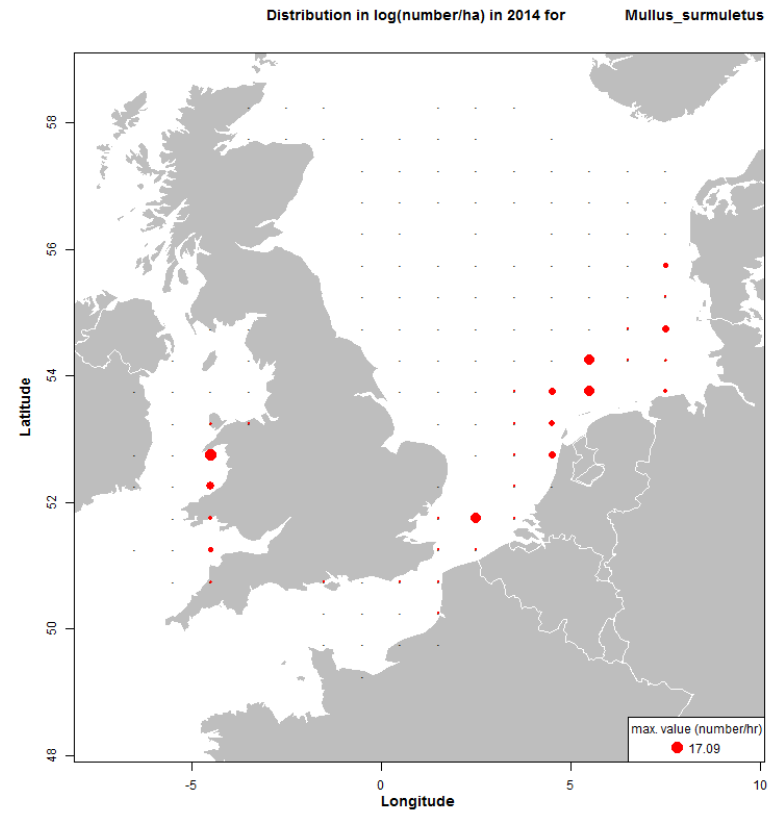 Distribution in log(number/ha) in 2014 for Mullus_surmuletus
58
56
54
52
50
48
Latitude
-5 0 5 10
Longitude
max. value (number/hr)
17.09